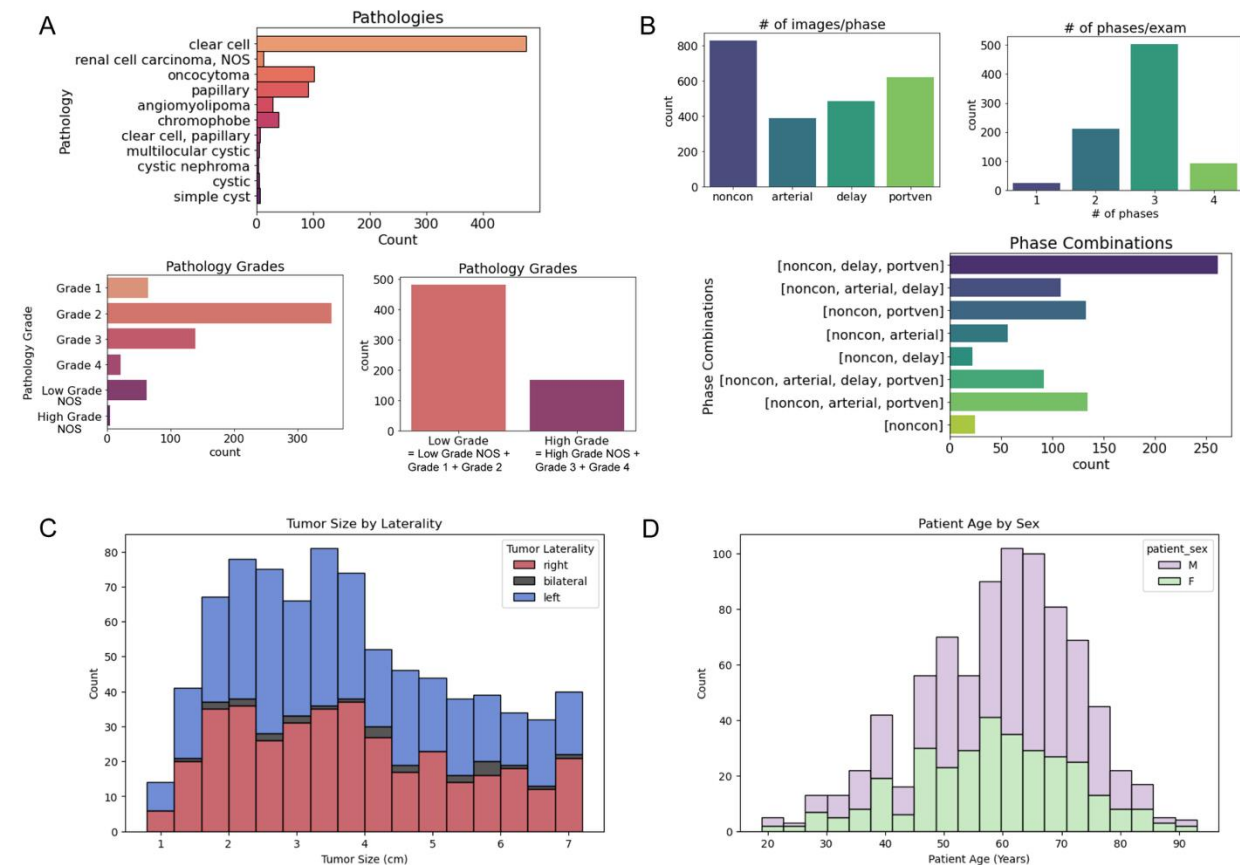 A
Pathologies
Pathology
clear cell
renal cell carcinoma, NOS
oncocytoma
papillary
angiomyolipoma
chromophobe
clear cell, papillary
multilocular cystic
cystic nephroma
cystic
simple cyst
0 100 200 300 400
Count
Pathology Grades
Pathology Grade
Grade 1
Grade 2
Grade 3
Grade 4
Low Grade
NOS
High Grade
NOS
0 100 200 300
count
Pathology Grades
count
500
400
300
200
100
0
Low Grade
= Low Grade NOS +
Grade 1 + Grade 2
High Grade
= High Grade NOS +
Grade 3 + Grade 4
B
# of images/phase
count
800
600
400
200
0
noncon arterial delay portven
# of phases/exam
count
500
400
300
200
100
0
1 2 3 4
# of phases
Phase Combinations
Phase Combinations
[noncon, delay, portven]
[noncon, arterial, delay]
[noncon, portven]
[noncon, arterial]
[noncon, delay]
[noncon, arterial, delay, portven]
[noncon, arterial, portven]
[noncon]
0 50 100 150 200 250
count
C
Tumor Size by Laterality
Count
80
70
60
50
40
30
20
10
0
Tumor Laterality
right
bilateral
left
1 2 3 4 5 6 7
Tumor Size (cm)
D
Patient Age by Sex
Count
100
80
60
40
20
0
patient_sex
M
F
20 30 40 50 60 70 80 90
Patient Age (Years)